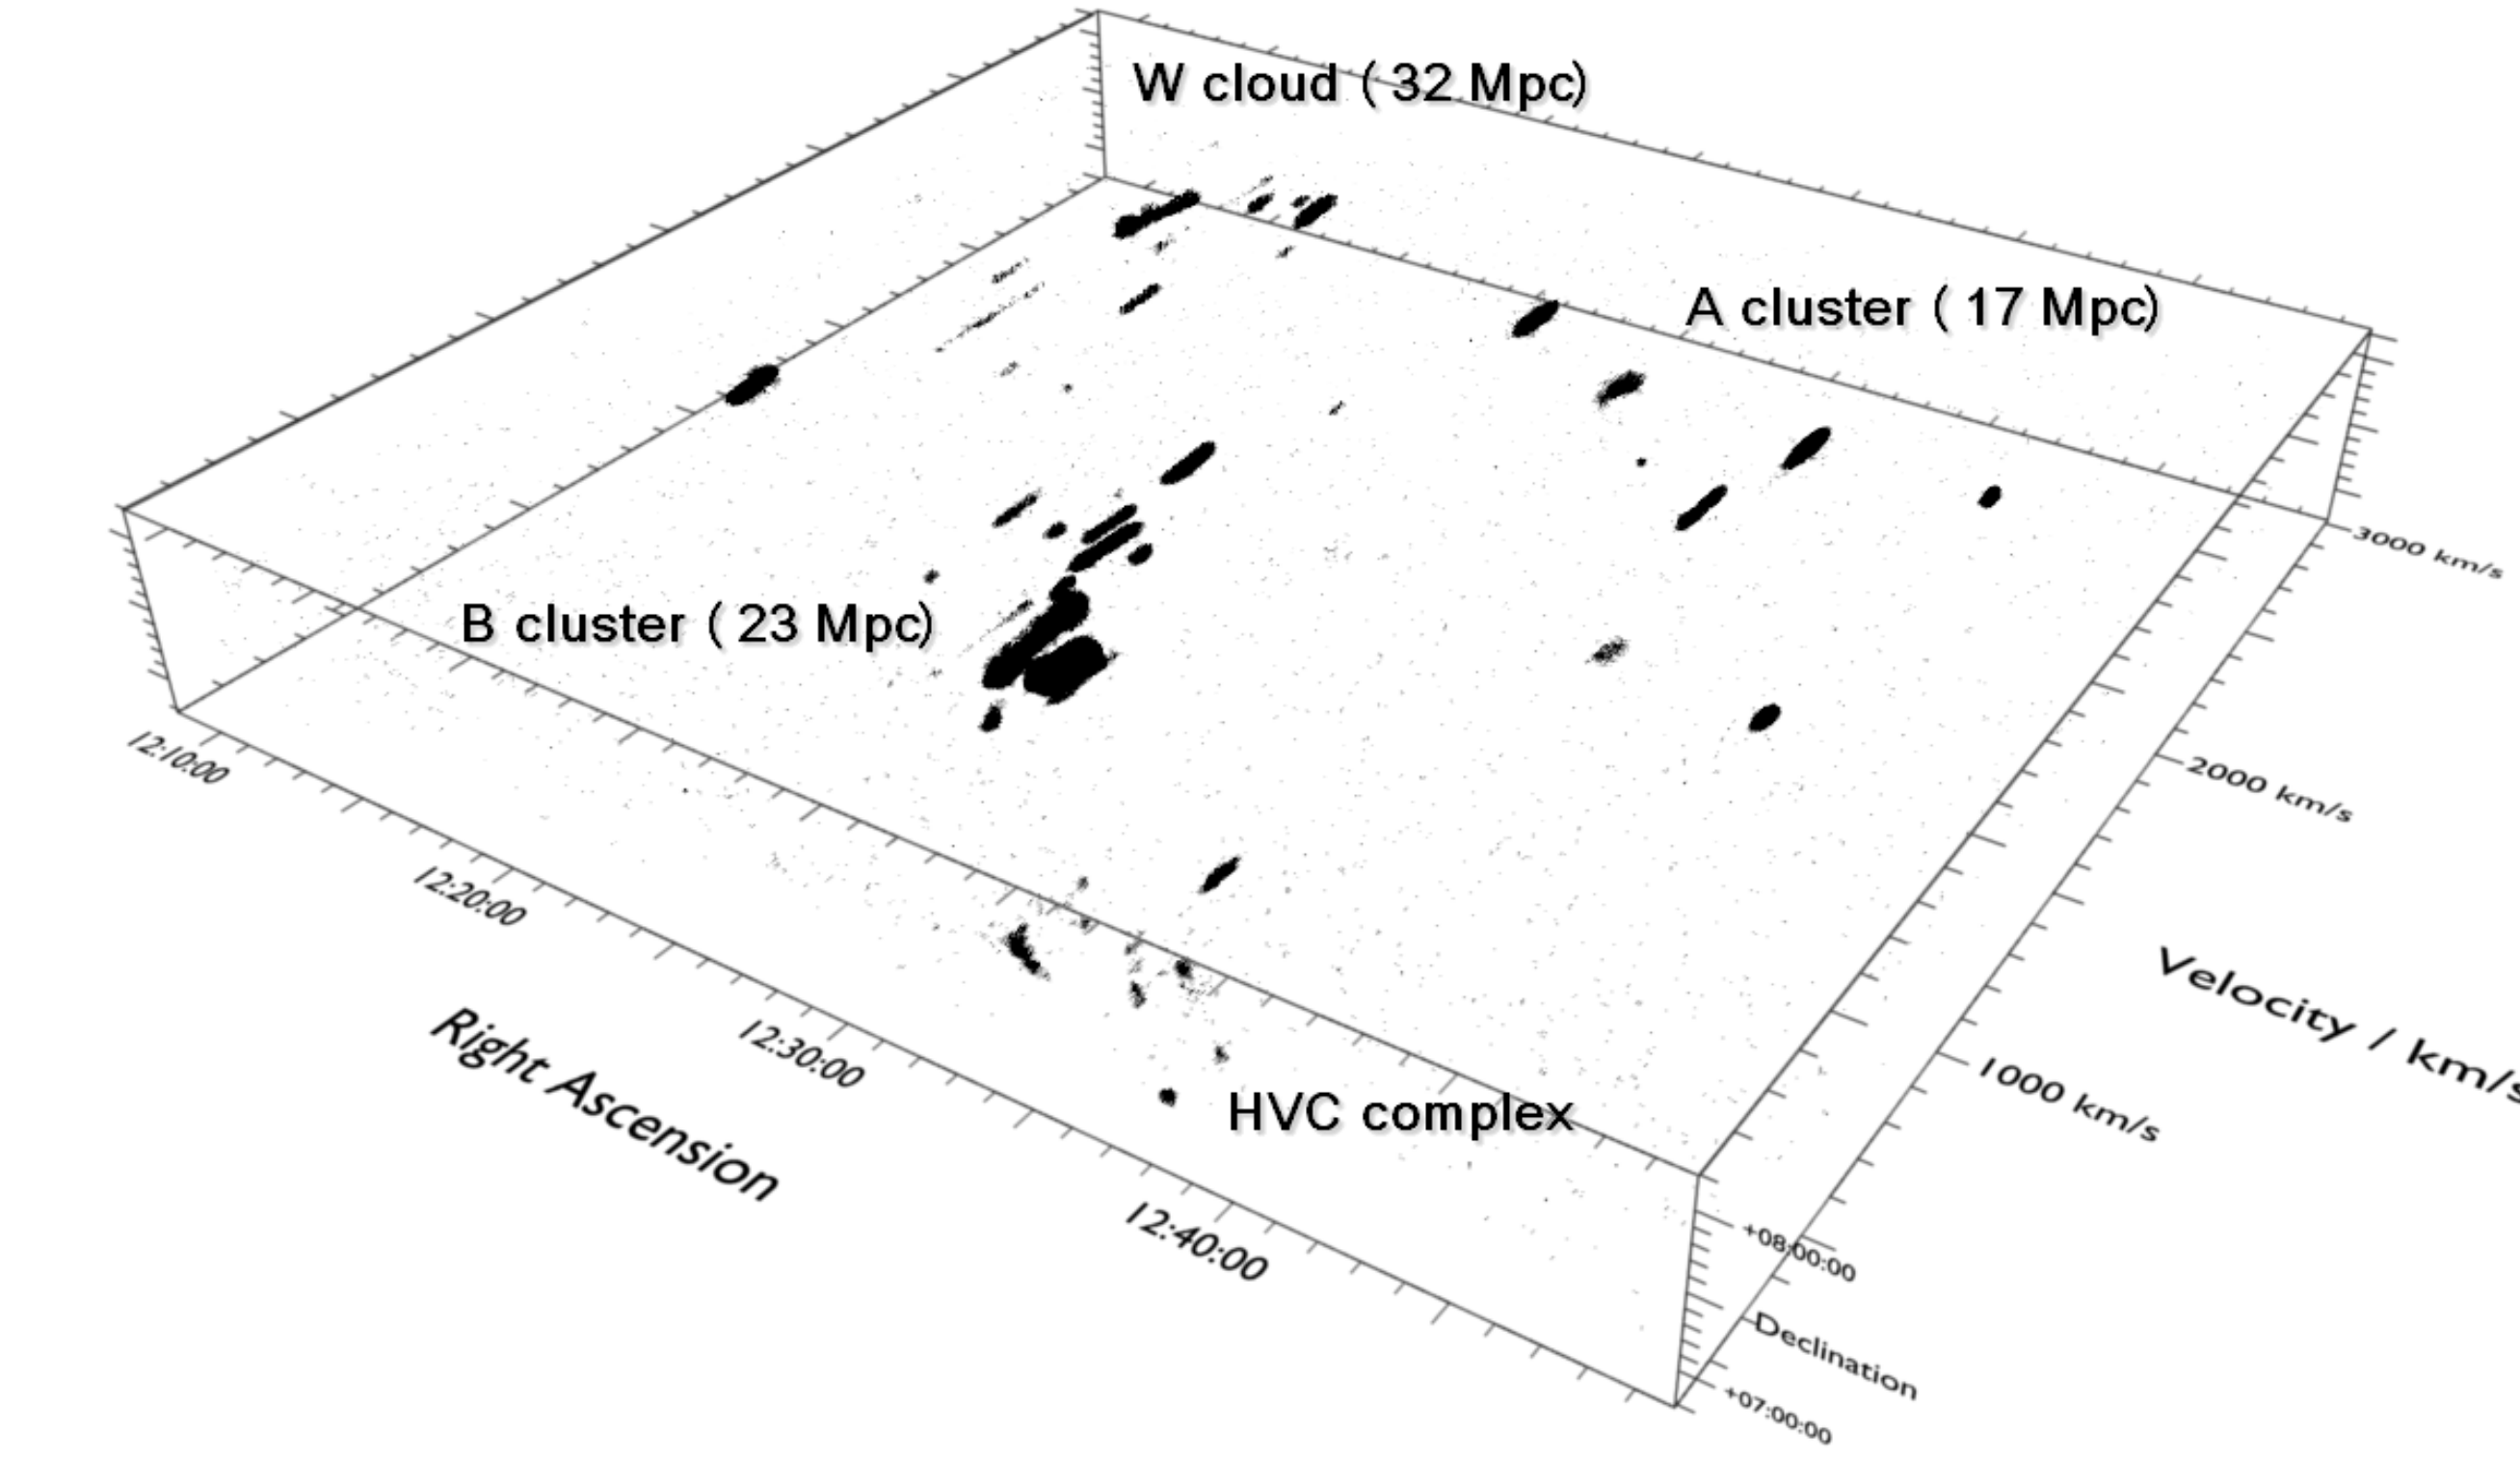 W cloud ( 32 Mpc)
A cluster ( 17 Mpc)
3000 km/s
B cluster ( 23 Mpc)
12:10:00
2000 km/s
12:20:00
Velocity / km/s
12:30:00
1000 km/s
Right Ascension
HVC complex
12:40:00
+08:00:00
Declination
+07:00:00